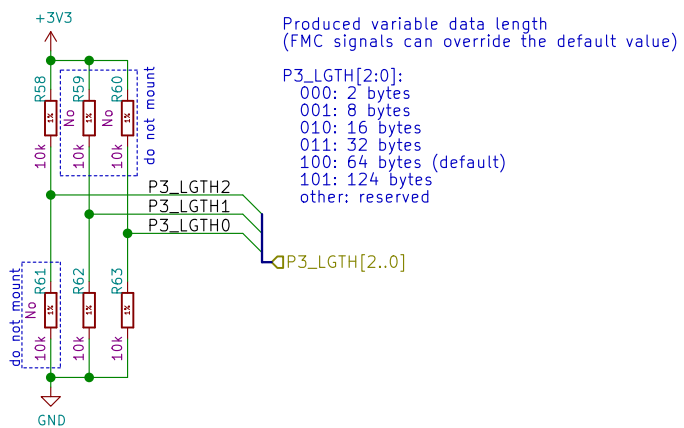 +3V3
Produced variable data length
(FMC signals can override the default value)
P3_LGTH[2:0]:
000: 2 bytes
001: 8 bytes
010: 16 bytes
011: 32 bytes
100: 64 bytes (default)
101: 124 bytes
other: reserved
R58
1%
10k
R59
No
1%
10k
R60
No
1%
10k
do not mount
P3_LGTH2
P3_LGTH1
P3_LGTH0
P3_LGTH[2..0]
do not mount
R61
No
1%
10k
R62
1%
10k
R63
1%
10k
GND